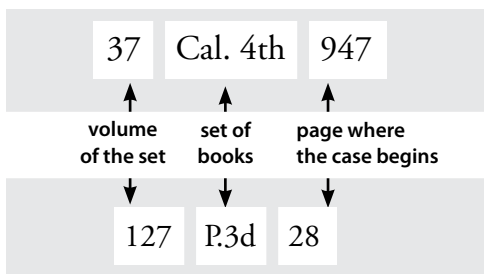 37 Cal. 4th 947
volume set of page where
of the set books the case begins
127 P.3d 28